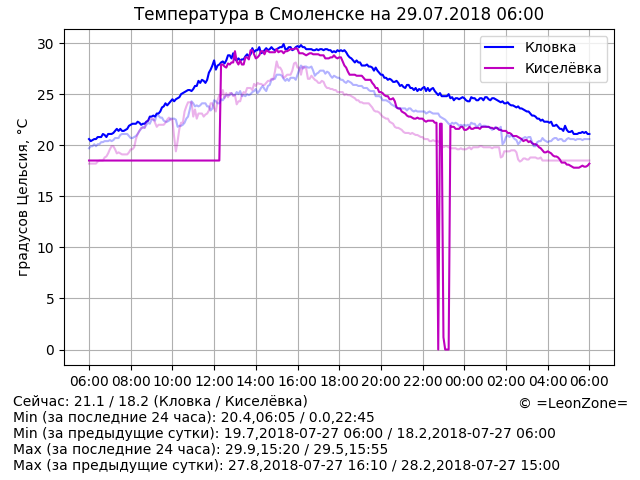 Температура в Смоленске на 29.07.2018 06:00
Кловка
Киселёвка
градусов Цельсия, °C
30
25
20
15
10
5
0
06:00 08:00 10:00 12:00 14:00 16:00 18:00 20:00 22:00 00:00 02:00 04:00 06:00
Сейчас: 21.1 / 18.2 (Кловка / Киселёвка)
© =LeonZone=
Min (за последние 24 часа): 20.4,06:05 / 0.0,22:45
Min (за предыдущие сутки): 19.7,2018-07-27 06:00 / 18.2,2018-07-27 06:00
Max (за последние 24 часа): 29.9,15:20 / 29.5,15:55
Max (за предыдущие сутки): 27.8,2018-07-27 16:10 / 28.2,2018-07-27 15:00